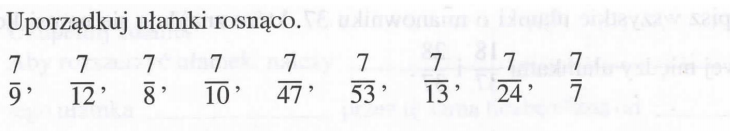 Uporządkuj ułamki rosnąco.
7/9, 7/12, 7/8, 7/10, 7/47, 7/53, 7/13, 7/24, 7/7